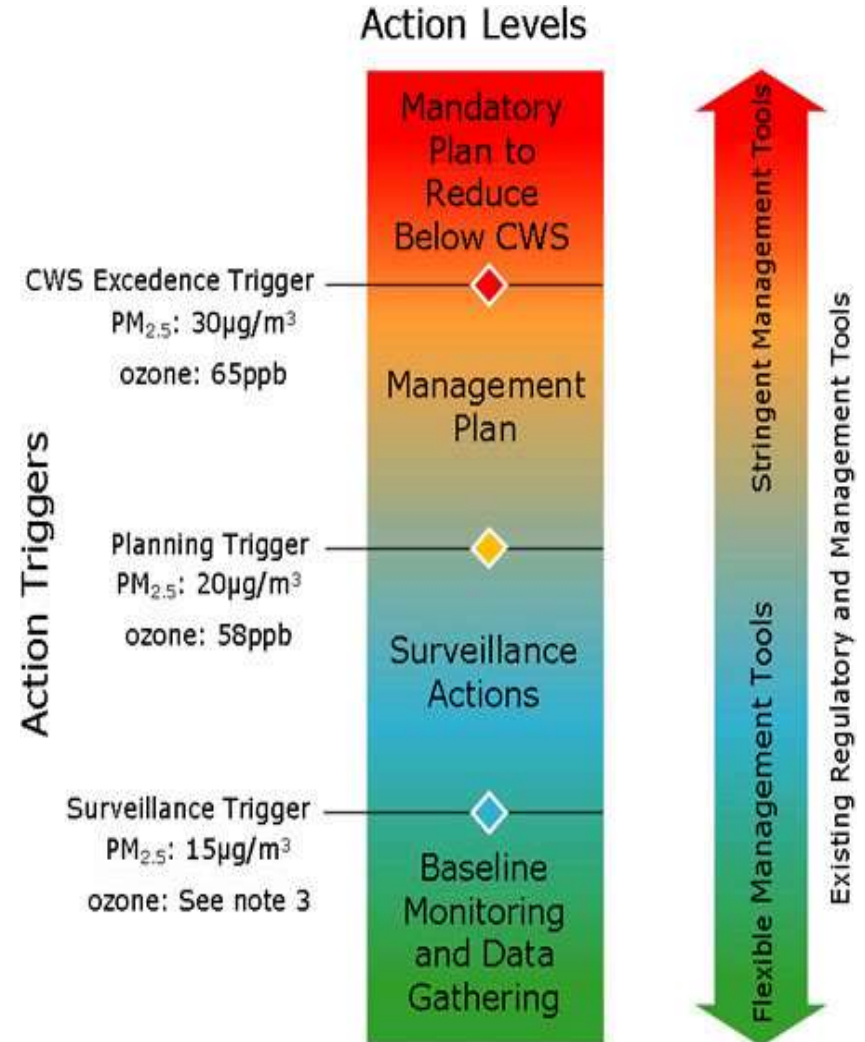 Action Levels
Mandatory
Plan to
Reduce
Below CWS
CWS Excedence Trigger
PM₂.₅: 30µg/m³
ozone: 65ppb
Management
Plan
Planning Trigger
PM₂.₅: 20µg/m³
ozone: 58ppb
Surveillance
Actions
Surveillance Trigger
PM₂.₅: 15µg/m³
ozone: See note 3
Baseline
Monitoring
and Data
Gathering
Action Triggers
Stringent Management Tools
Flexible Management Tools
Existing Regulatory and Management Tools